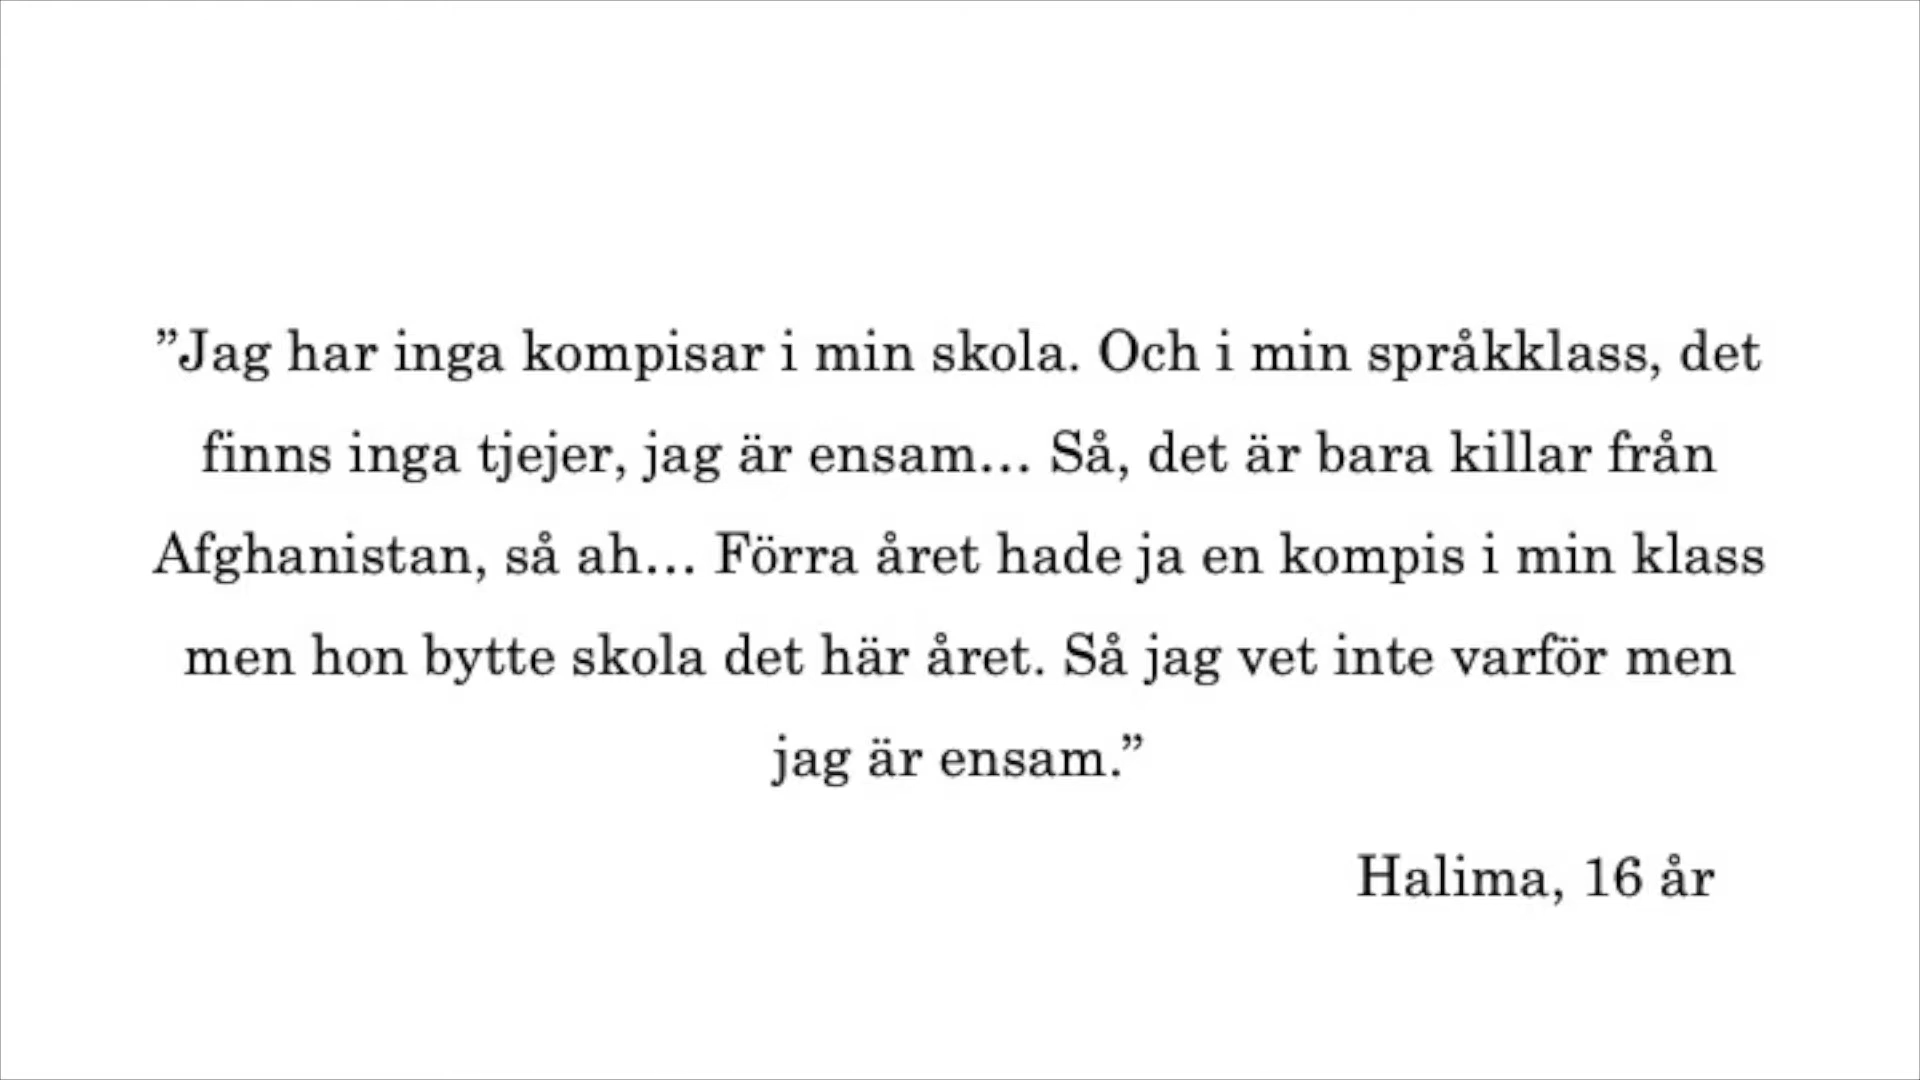 ”Jag har inga kompisar i min skola. Och i min språkklass, det
finns inga tjejer, jag är ensam... Så, det är bara killar från
Afghanistan, så ah... Förra året hade ja en kompis i min klass
men hon bytte skola det här året. Så jag vet inte varför men
jag är ensam.”
Halima, 16 år